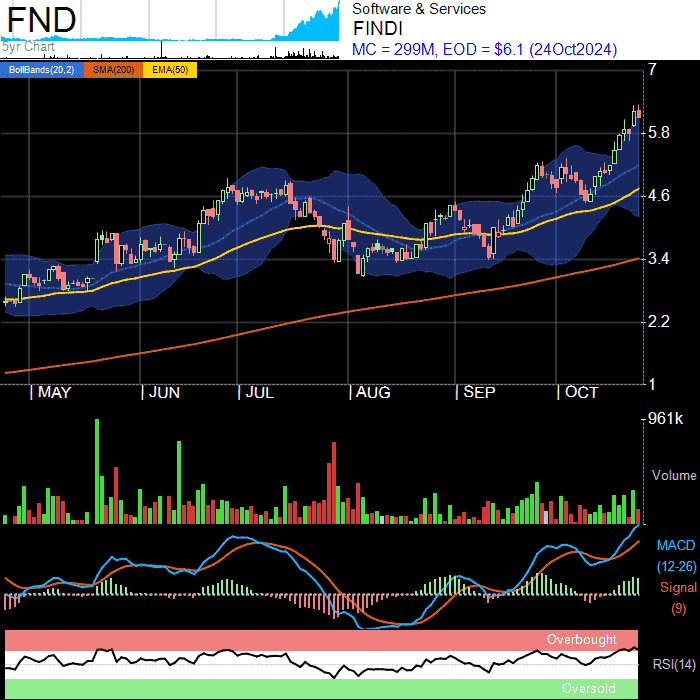 FND
5yr Chart
Software & Services
FINDI
MC = 299M, EOD = $6.1 (24Oct2024)
BollBands(20,2) SMA(200) EMA(50)
7
5.8
4.6
3.4
2.2
1
MAY JUN JUL AUG SEP OCT
961k
Volume
MACD
(12-26)
Signal
(9)
Overbought
RSI(14)
Oversold